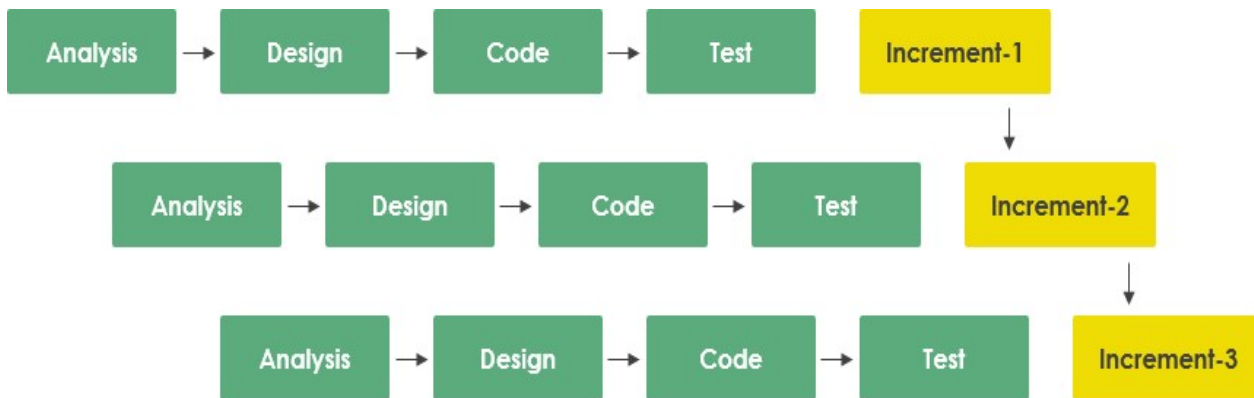 Analysis Design Code Test Increment-1
Analysis Design Code Test Increment-2
Analysis Design Code Test Increment-3